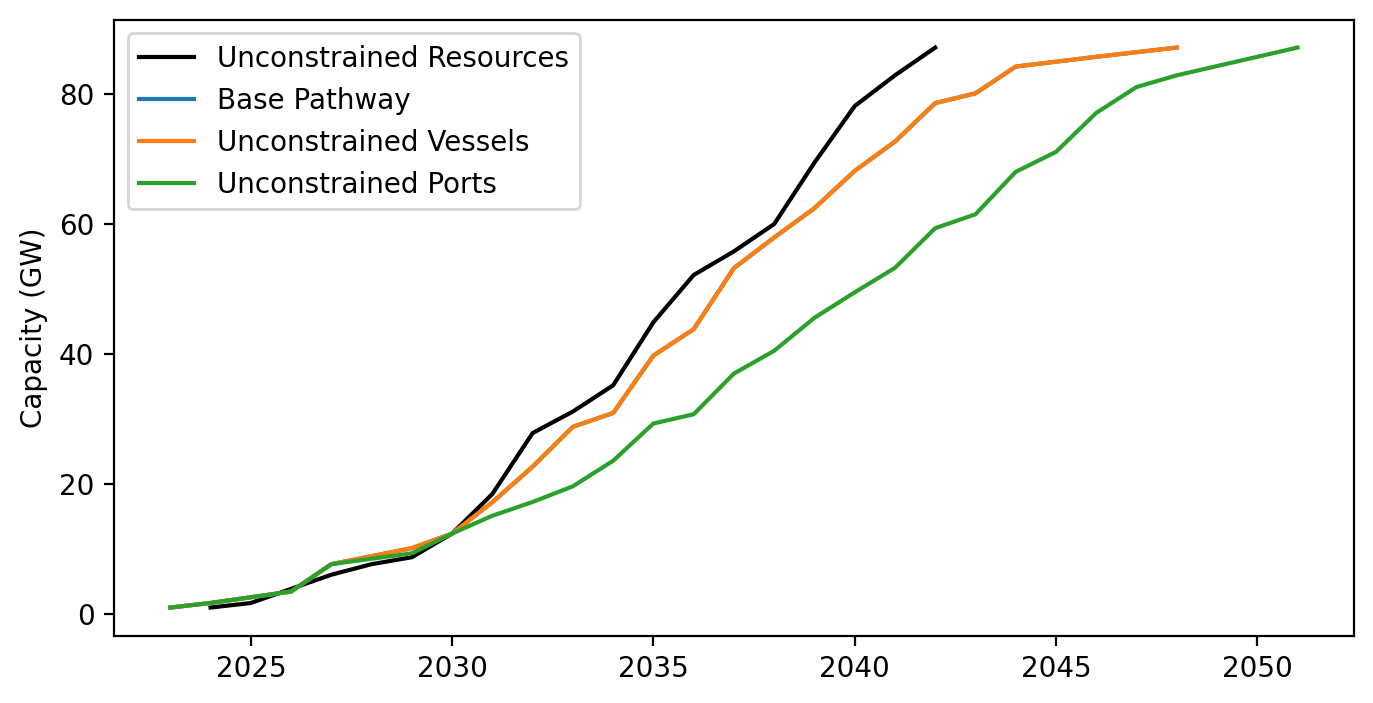 Unconstrained Resources
Base Pathway
Unconstrained Vessels
Unconstrained Ports
Capacity (GW)
80
60
40
20
0
2025 2030 2035 2040 2045 2050